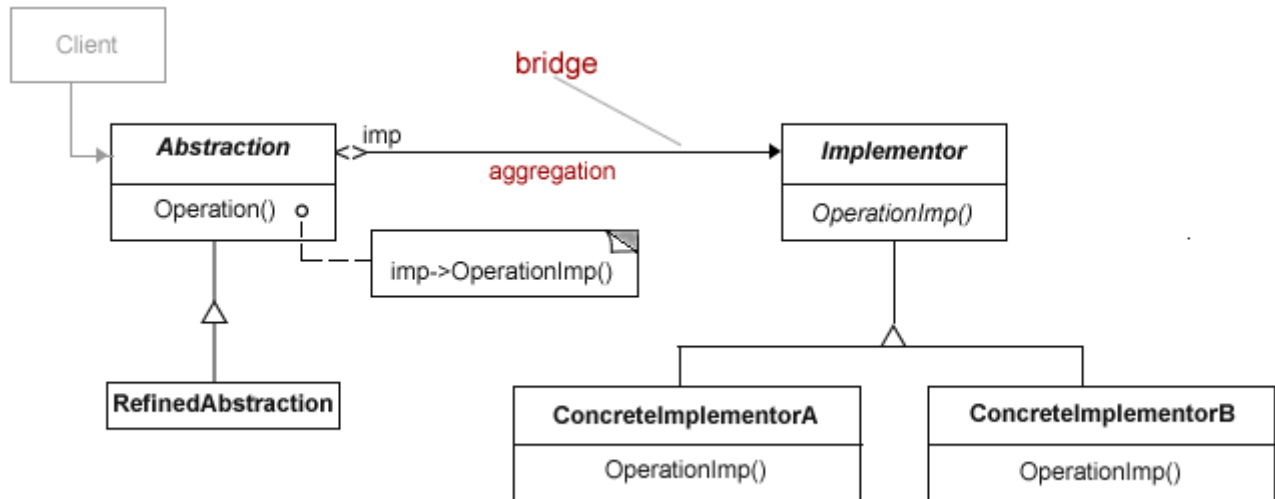 Client
bridge
Abstraction
imp
Implementor
aggregation
Operation()
OperationImp()
imp->OperationImp()
RefinedAbstraction
ConcreteImplementorA
ConcreteImplementorB
OperationImp()
OperationImp()